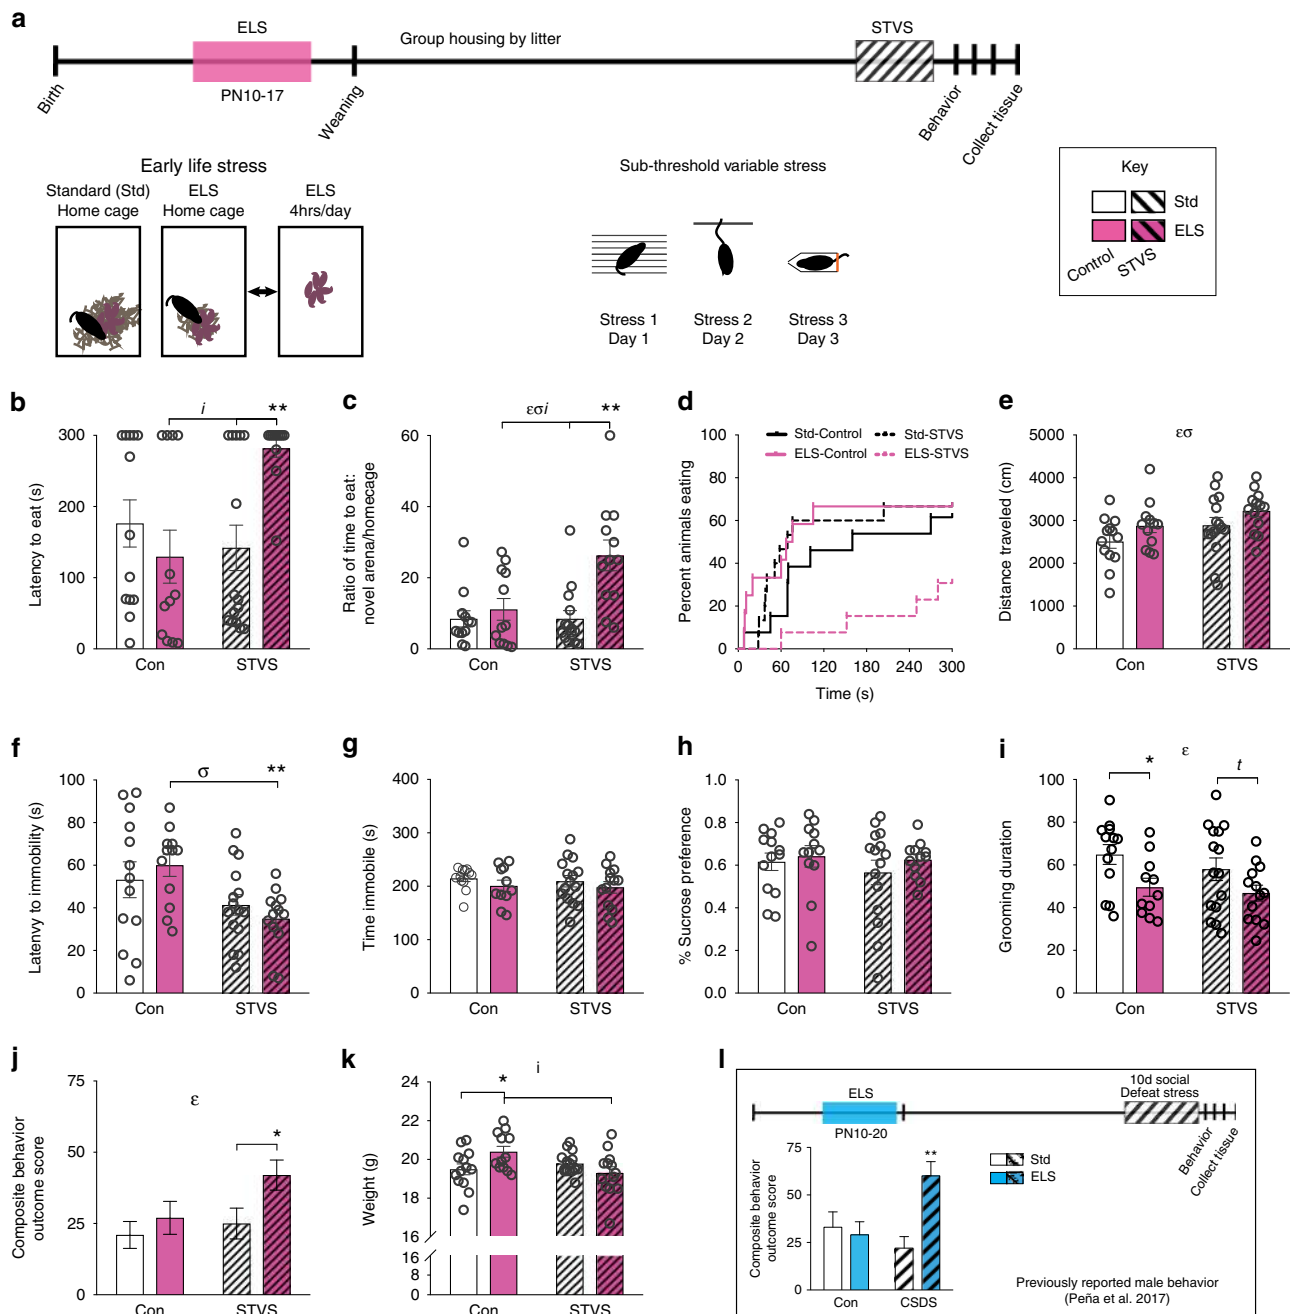 a
ELS
Group housing by litter
STVS
PN10-17
Birth
Weaning
Behavior
Collect tissue
Early life stress
Standard (Std)
Home cage
ELS
Home cage
ELS
4hrs/day
Sub-threshold variable stress
Stress 1
Day 1
Stress 2
Day 2
Stress 3
Day 3
Key
Std
ELS
Control
STVS
b
Latency to eat (s)
300
200
100
0
i
**
Con
STVS
c
Ratio of time to eat:
novel arena/homecage
60
40
20
0
εσi
**
Con
STVS
d
Percent animals eating
100
80
60
40
20
0
Std-Control
Std-STVS
ELS-Control
ELS-STVS
0
60
120
180
240
300
Time (s)
e
Distance traveled (cm)
5000
4000
3000
2000
1000
0
εσ
Con
STVS
f
Latenvy to immobility (s)
100
80
60
40
20
0
σ
**
Con
STVS
g
Time immobile (s)
400
300
200
100
0
Con
STVS
h
% Sucrose preference
1.0
0.8
0.6
0.4
0.2
0.0
Con
STVS
i
Grooming duration
100
80
60
40
20
0
ε
*
t
Con
STVS
j
Composite behavior
outcome score
75
50
25
0
ε
*
Con
STVS
k
Weight (g)
24
22
20
18
16
16
8
0
i
*
Con
STVS
l
ELS
10d social
Defeat stress
PN10-20
Behavior
Collect tissue
Composite behavior
outcome score
75
50
25
0
**
Std
ELS
Con
CSDS
Previously reported male behavior
(Peña et al. 2017)